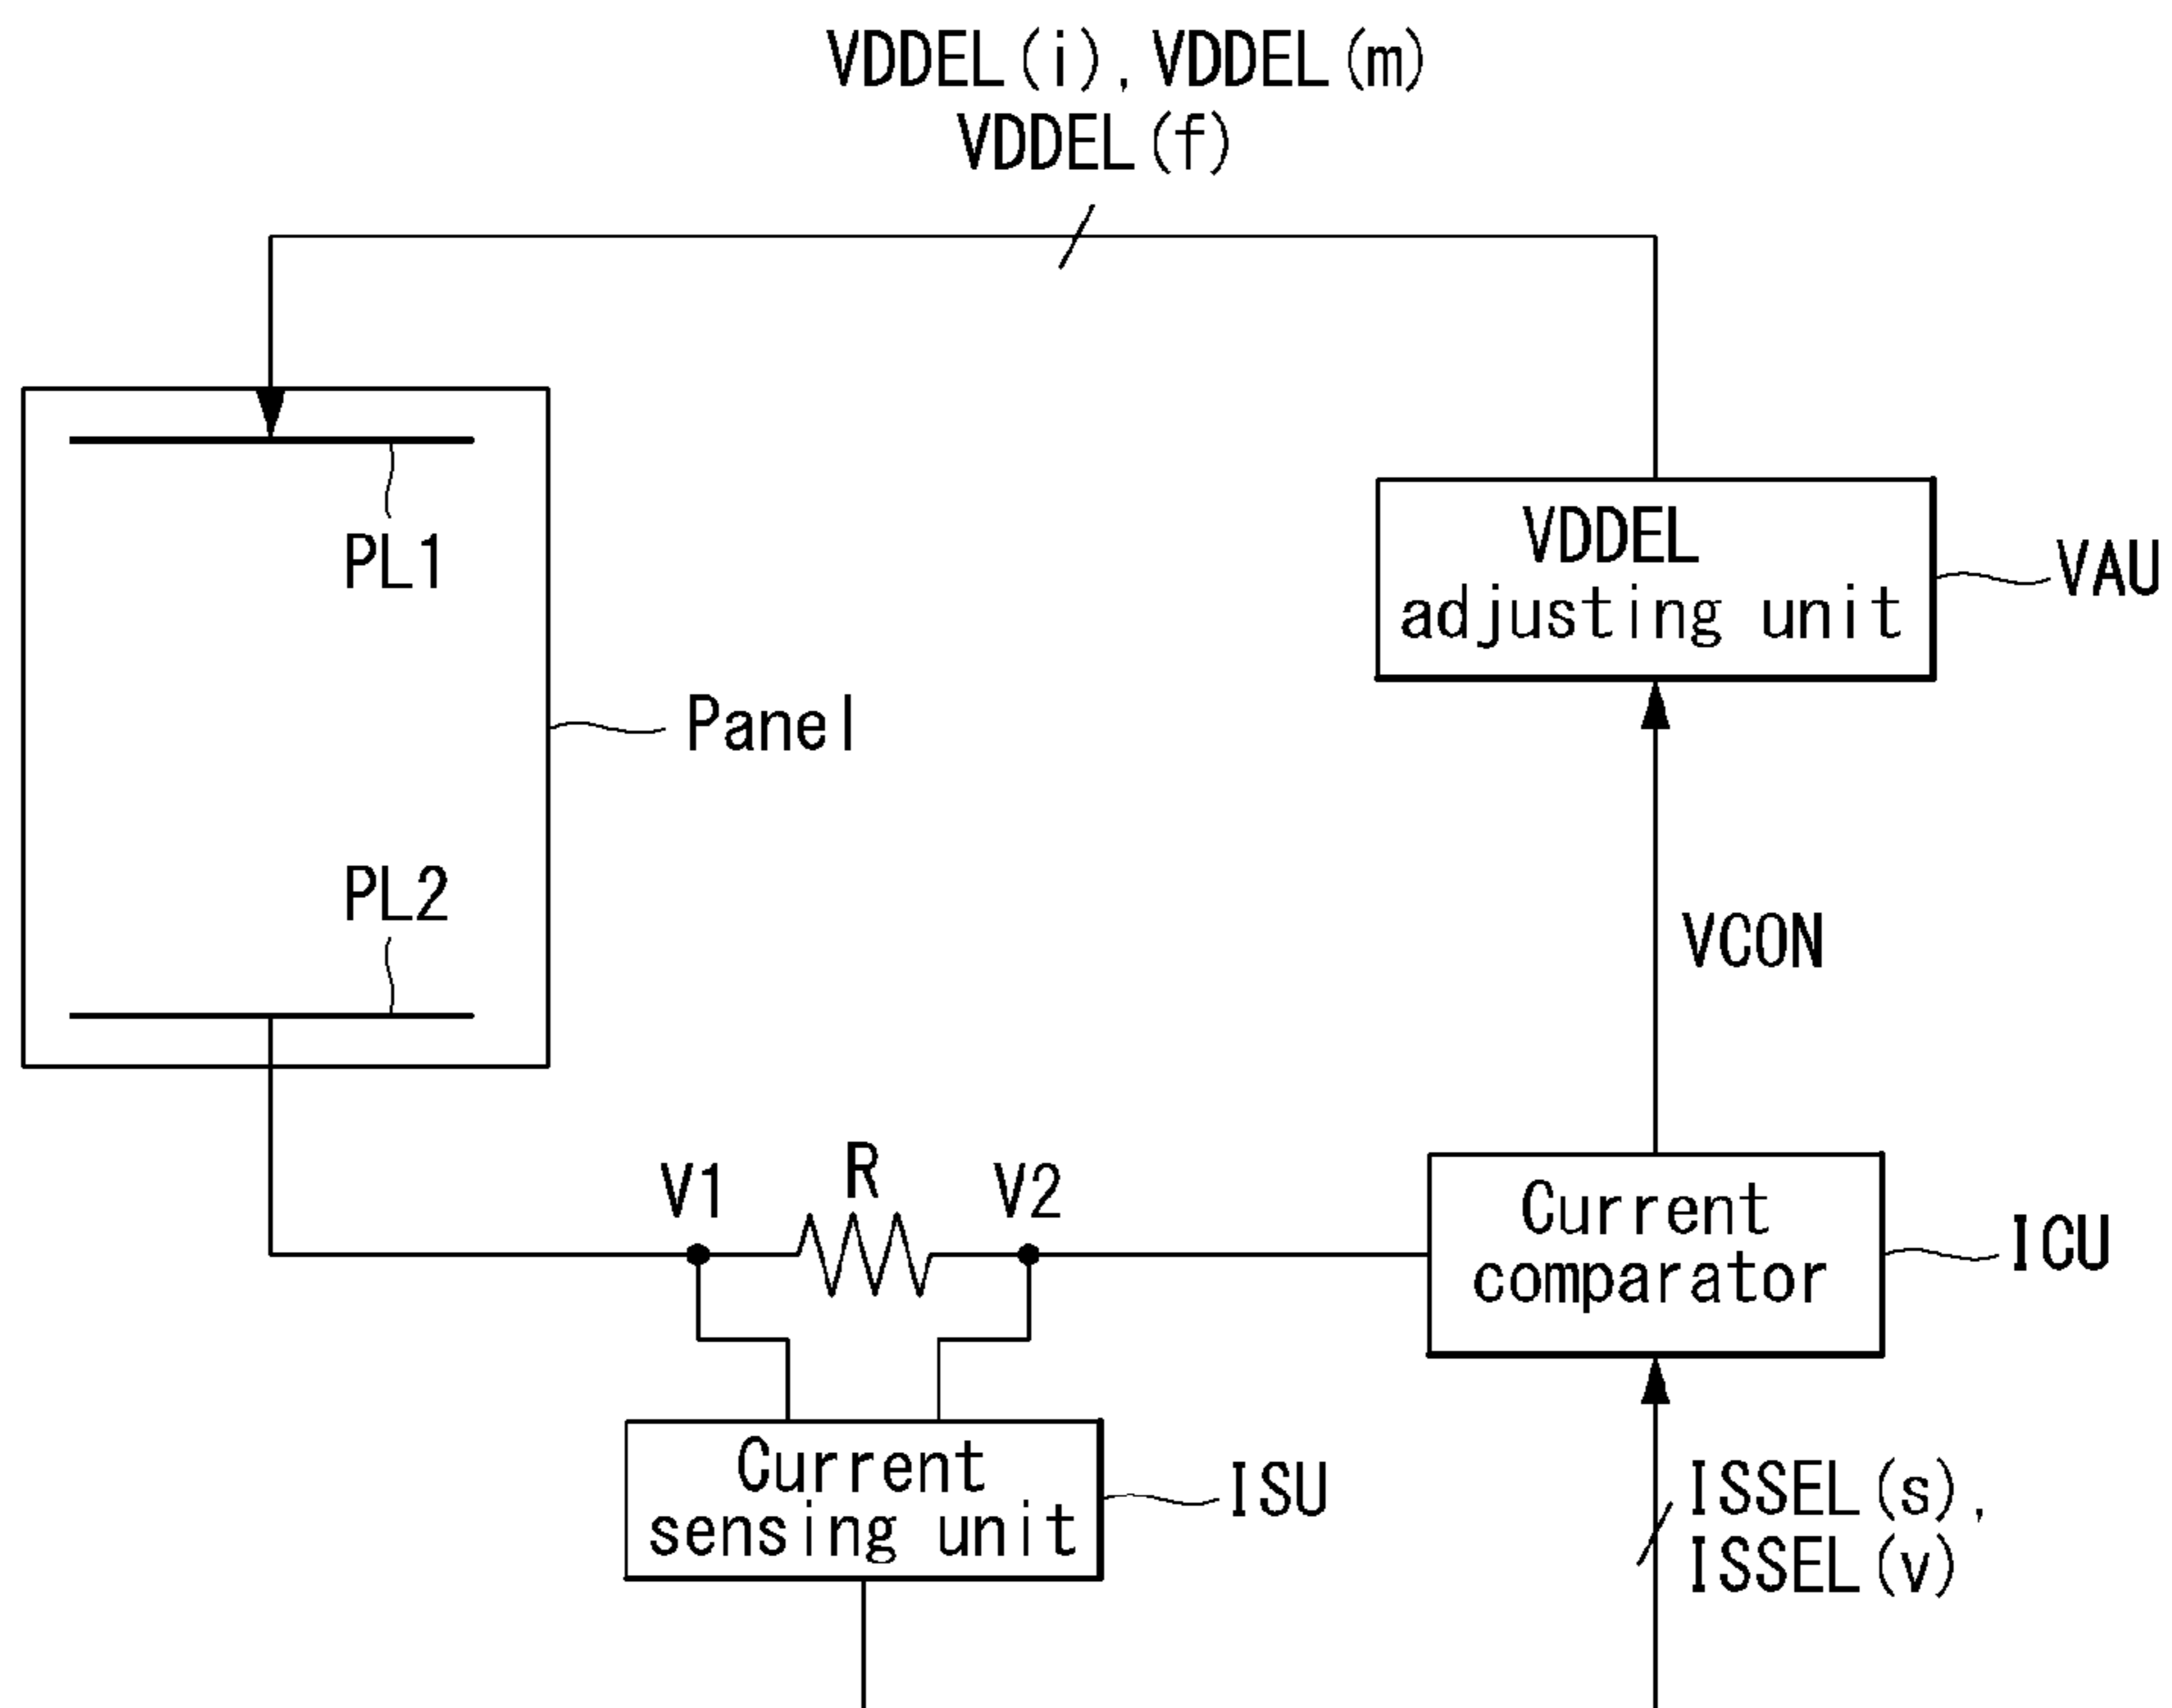 VDDEL(i), VDDEL(m)
VDDEL(f)
PL1
VDDEL
adjusting unit
VAU
Panel
PL2
VCON
V1
R
V2
Current
comparator
ICU
Current
sensing unit
ISU
ISSEL(s),
ISSEL(v)